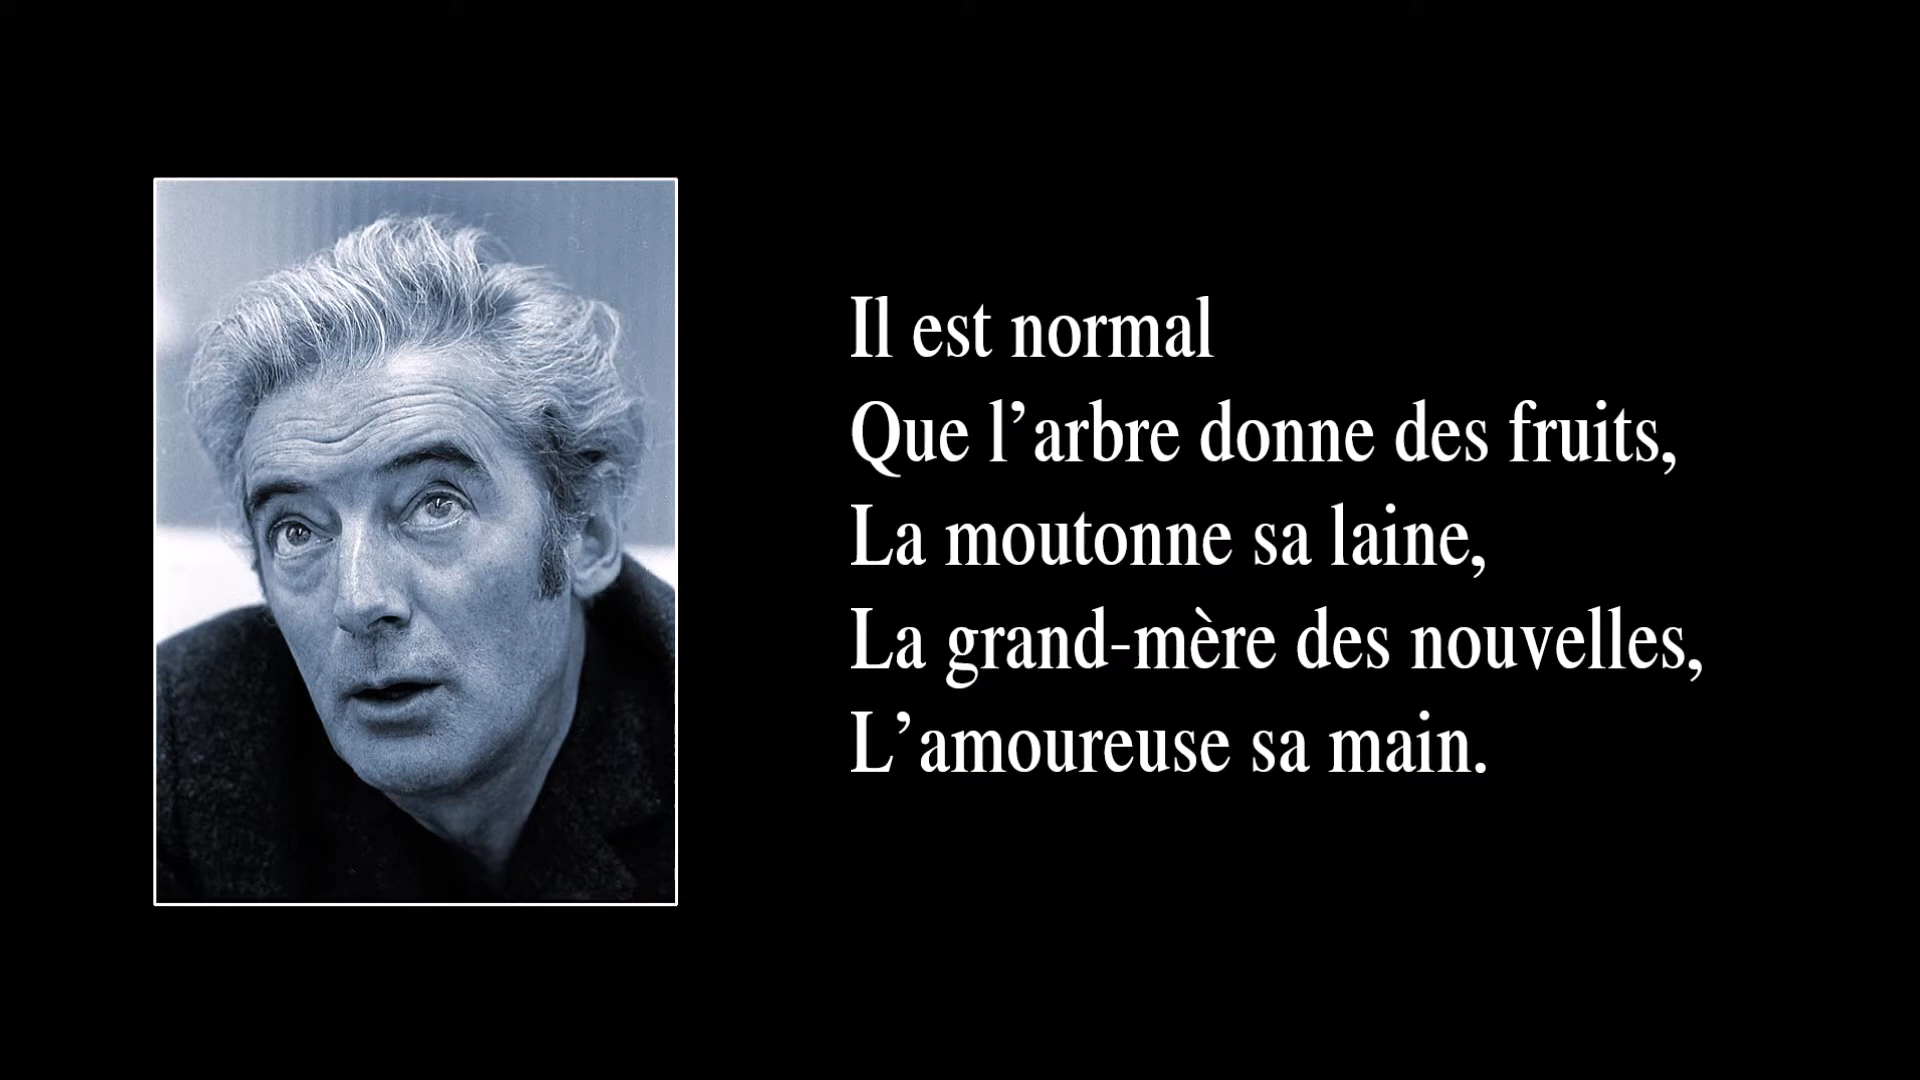 Il est normal
Que l’arbre donne des fruits,
La moutonne sa laine,
La grand-mère des nouvelles,
L’amoureuse sa main.